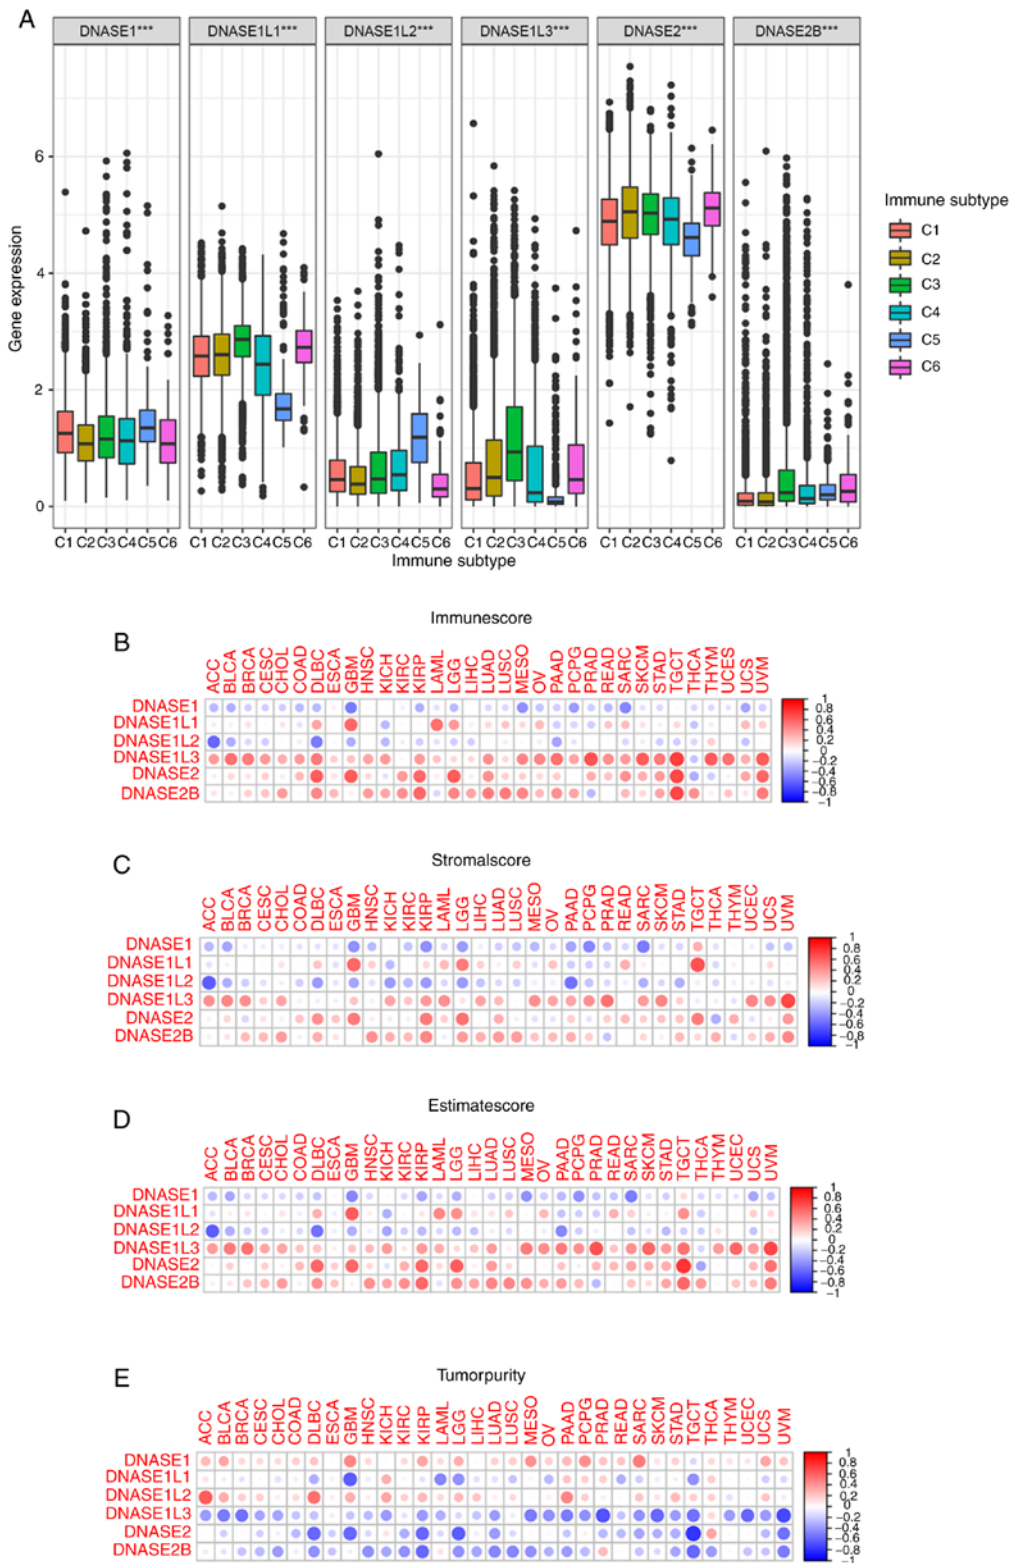 A
DNASE1*** DNASE1L1*** DNASE1L2*** DNASE1L3*** DNASE2*** DNASE2B***
Gene expression
6
4
2
0
C1 C2 C3 C4 C5 C6 C1 C2 C3 C4 C5 C6 C1 C2 C3 C4 C5 C6 C1 C2 C3 C4 C5 C6 C1 C2 C3 C4 C5 C6 C1 C2 C3 C4 C5 C6
Immune subtype
Immune subtype
C1
C2
C3
C4
C5
C6
B
Immunescore
ACC BLCA BRCA CESC CHOL COAD DLBC ESCA GBM HNSC KICH KIRC KIRP LAML LGG LIHC LUAD LUSC MESO OV PAAD PCPG PRAD READ SARC SKCM STAD TGCT THCA THYM UCES UCS UVM
DNASE1
DNASE1L1
DNASE1L2
DNASE1L3
DNASE2
DNASE2B
1
0.8
0.6
0.4
0.2
0
-0.2
-0.4
-0.6
-0.8
-1
C
Stromalscore
ACC BLCA BRCA CESC CHOL COAD DLBC ESCA GBM HNSC KICH KIRC KIRP LAML LGG LIHC LUAD LUSC MESO OV PAAD PCPG PRAD READ SARC SKCM STAD TGCT THCA THYM UCEC UCS UVM
DNASE1
DNASE1L1
DNASE1L2
DNASE1L3
DNASE2
DNASE2B
1
0.8
0.6
0.4
0.2
0
-0.2
-0.4
-0.6
-0.8
-1
D
Estimatescore
ACC BLCA BRCA CESC CHOL COAD DLBC ESCA GBM HNSC KICH KIRC KIRP LAML LGG LIHC LUAD LUSC MESO OV PAAD PCPG PRAD READ SARC SKCM STAD TGCT THCA THYM UCEC UCS UVM
DNASE1
DNASE1L1
DNASE1L2
DNASE1L3
DNASE2
DNASE2B
1
0.8
0.6
0.4
0.2
0
-0.2
-0.4
-0.6
-0.8
-1
E
Tumorpurity
ACC BLCA BRCA CESC CHOL COAD DLBC ESCA GBM HNSC KICH KIRC KIRP LAML LGG LIHC LUAD LUSC MESO OV PAAD PCPG PRAD READ SARC SKCM STAD TGCT THCA THYM UCEC UCS UVM
DNASE1
DNASE1L1
DNASE1L2
DNASE1L3
DNASE2
DNASE2B
1
0.8
0.6
0.4
0.2
0
-0.2
-0.4
-0.6
-0.8
-1